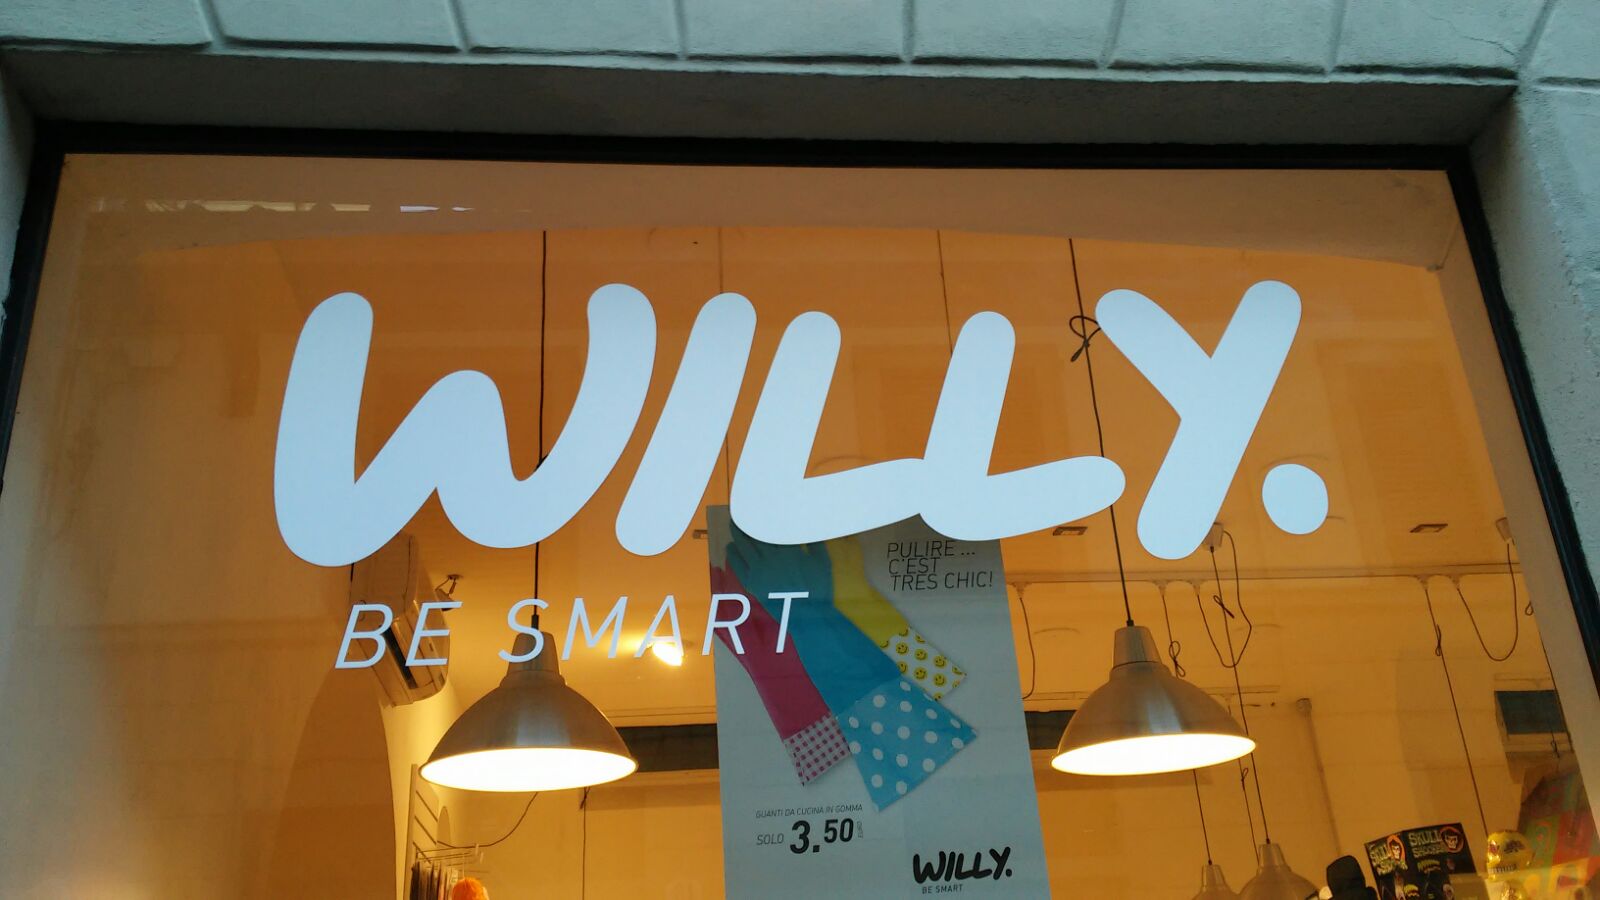 WILLY.
BE SMART
PULIRE ...
C'EST
TRES CHIC!
GUANTI DA CUCINA IN GOMMA
SOLO 3.50 EURO
WILLY.
BE SMART
SKULL